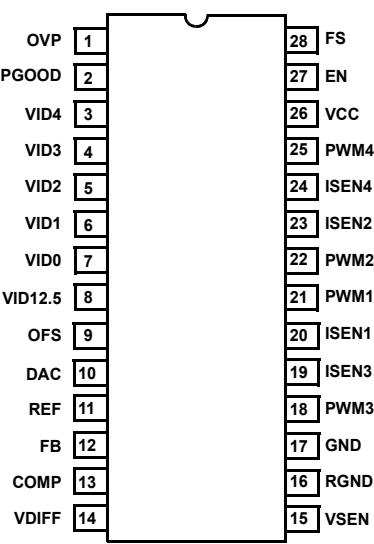 OVP 1 28 FS
PGOOD 2 27 EN
VID4 3 26 VCC
VID3 4 25 PWM4
VID2 5 24 ISEN4
VID1 6 23 ISEN2
VID0 7 22 PWM2
VID12.5 8 21 PWM1
OFS 9 20 ISEN1
DAC 10 19 ISEN3
REF 11 18 PWM3
FB 12 17 GND
COMP 13 16 RGND
VDIFF 14 15 VSEN